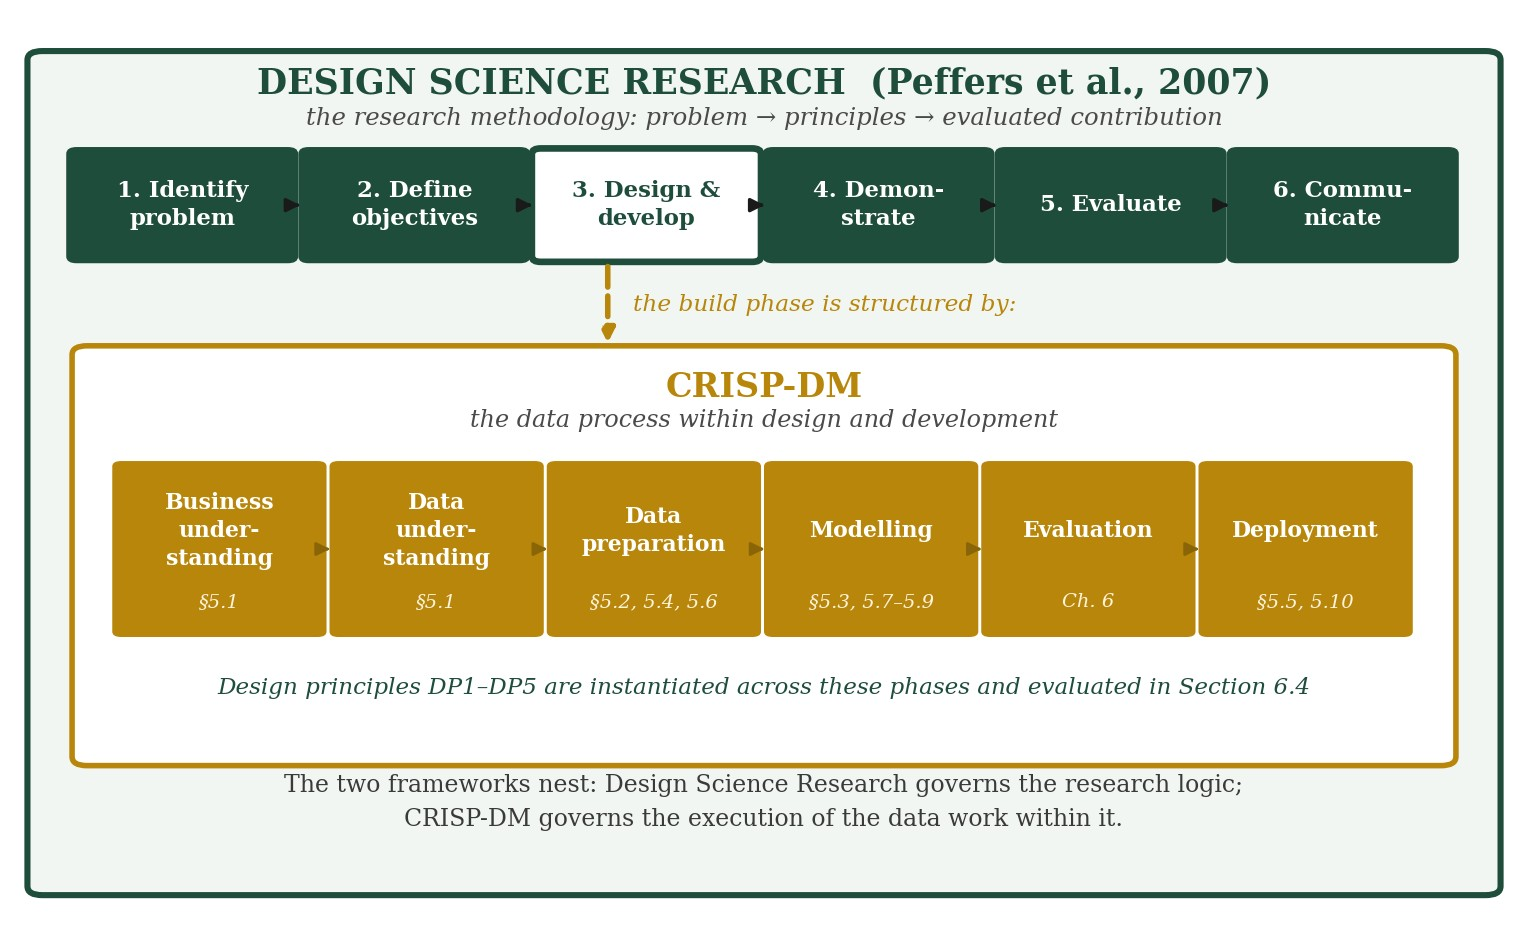 DESIGN SCIENCE RESEARCH (Peffers et al., 2007)
the research methodology: problem → principles → evaluated contribution
1. Identify
problem
2. Define
objectives
3. Design &
develop
4. Demon-
strate
5. Evaluate
6. Commu-
nicate
the build phase is structured by:
CRISP-DM
the data process within design and development
Business
under-
standing
§5.1
Data
under-
standing
§5.1
Data
preparation
§5.2, 5.4, 5.6
Modelling
§5.3, 5.7–5.9
Evaluation
Ch. 6
Deployment
§5.5, 5.10
Design principles DP1–DP5 are instantiated across these phases and evaluated in Section 6.4
The two frameworks nest: Design Science Research governs the research logic;
CRISP-DM governs the execution of the data work within it.